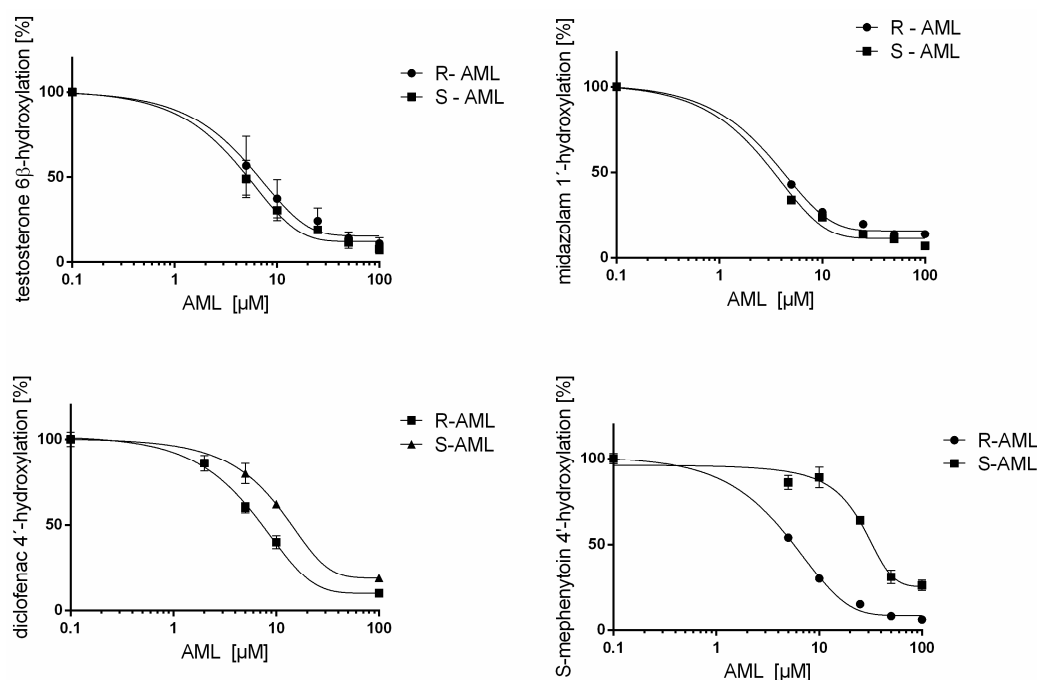 testosterone 6β-hydroxylation [%]
100
50
0
0.1
1
10
100
AML [µM]
R- AML
S - AML
midazolam 1´-hydroxylation [%]
100
50
0
0.1
1
10
100
AML [µM]
R - AML
S - AML
diclofenac 4´-hydroxylation [%]
100
50
0
0.1
1
10
100
AML [µM]
R-AML
S-AML
S-mephenytoin 4'-hydroxylation [%]
100
50
0
0.1
1
10
100
AML [µM]
R-AML
S-AML